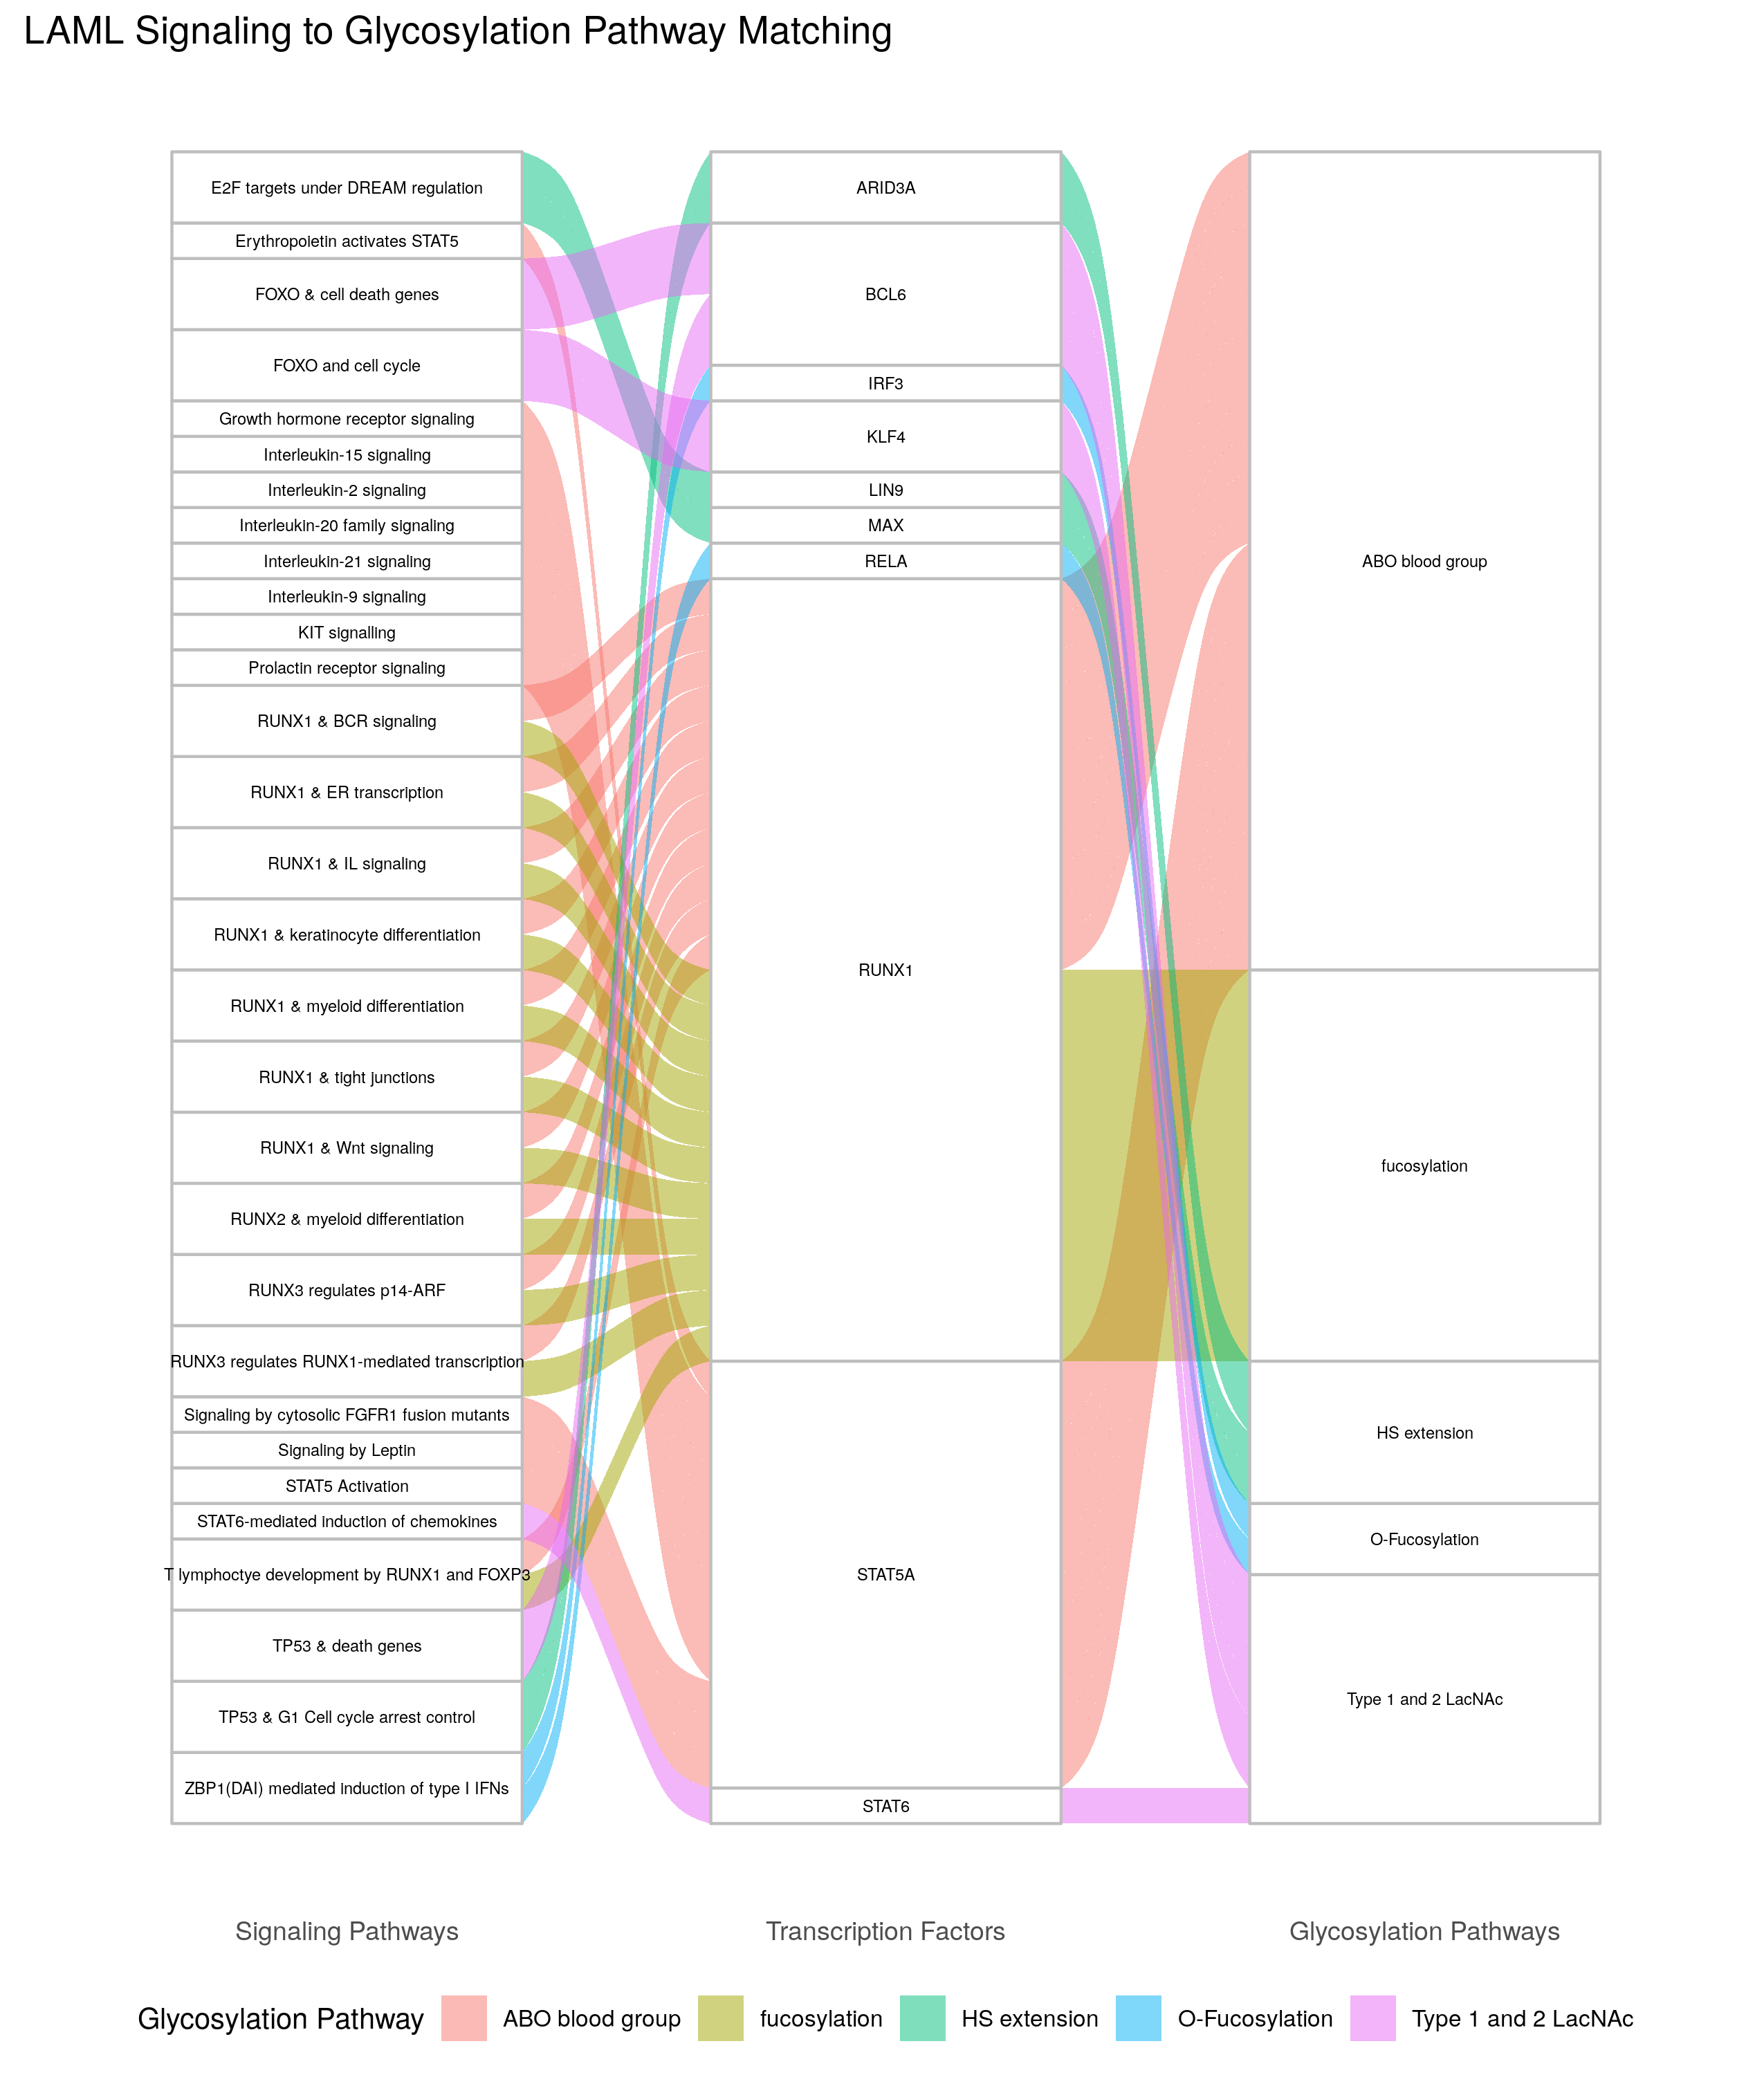 LAML Signaling to Glycosylation Pathway Matching
E2F targets under DREAM regulation
Erythropoietin activates STAT5
FOXO & cell death genes
FOXO and cell cycle
Growth hormone receptor signaling
Interleukin-15 signaling
Interleukin-2 signaling
Interleukin-20 family signaling
Interleukin-21 signaling
Interleukin-9 signaling
KIT signalling
Prolactin receptor signaling
RUNX1 & BCR signaling
RUNX1 & ER transcription
RUNX1 & IL signaling
RUNX1 & keratinocyte differentiation
RUNX1 & myeloid differentiation
RUNX1 & tight junctions
RUNX1 & Wnt signaling
RUNX2 & myeloid differentiation
RUNX3 regulates p14-ARF
RUNX3 regulates RUNX1-mediated transcription
Signaling by cytosolic FGFR1 fusion mutants
Signaling by Leptin
STAT5 Activation
STAT6-mediated induction of chemokines
T lymphoctye development by RUNX1 and FOXP3
TP53 & death genes
TP53 & G1 Cell cycle arrest control
ZBP1(DAI) mediated induction of type I IFNs
ARID3A
BCL6
IRF3
KLF4
LIN9
MAX
RELA
RUNX1
STAT5A
STAT6
ABO blood group
fucosylation
HS extension
O-Fucosylation
Type 1 and 2 LacNAc
Signaling Pathways
Transcription Factors
Glycosylation Pathways
Glycosylation Pathway
ABO blood group
fucosylation
HS extension
O-Fucosylation
Type 1 and 2 LacNAc